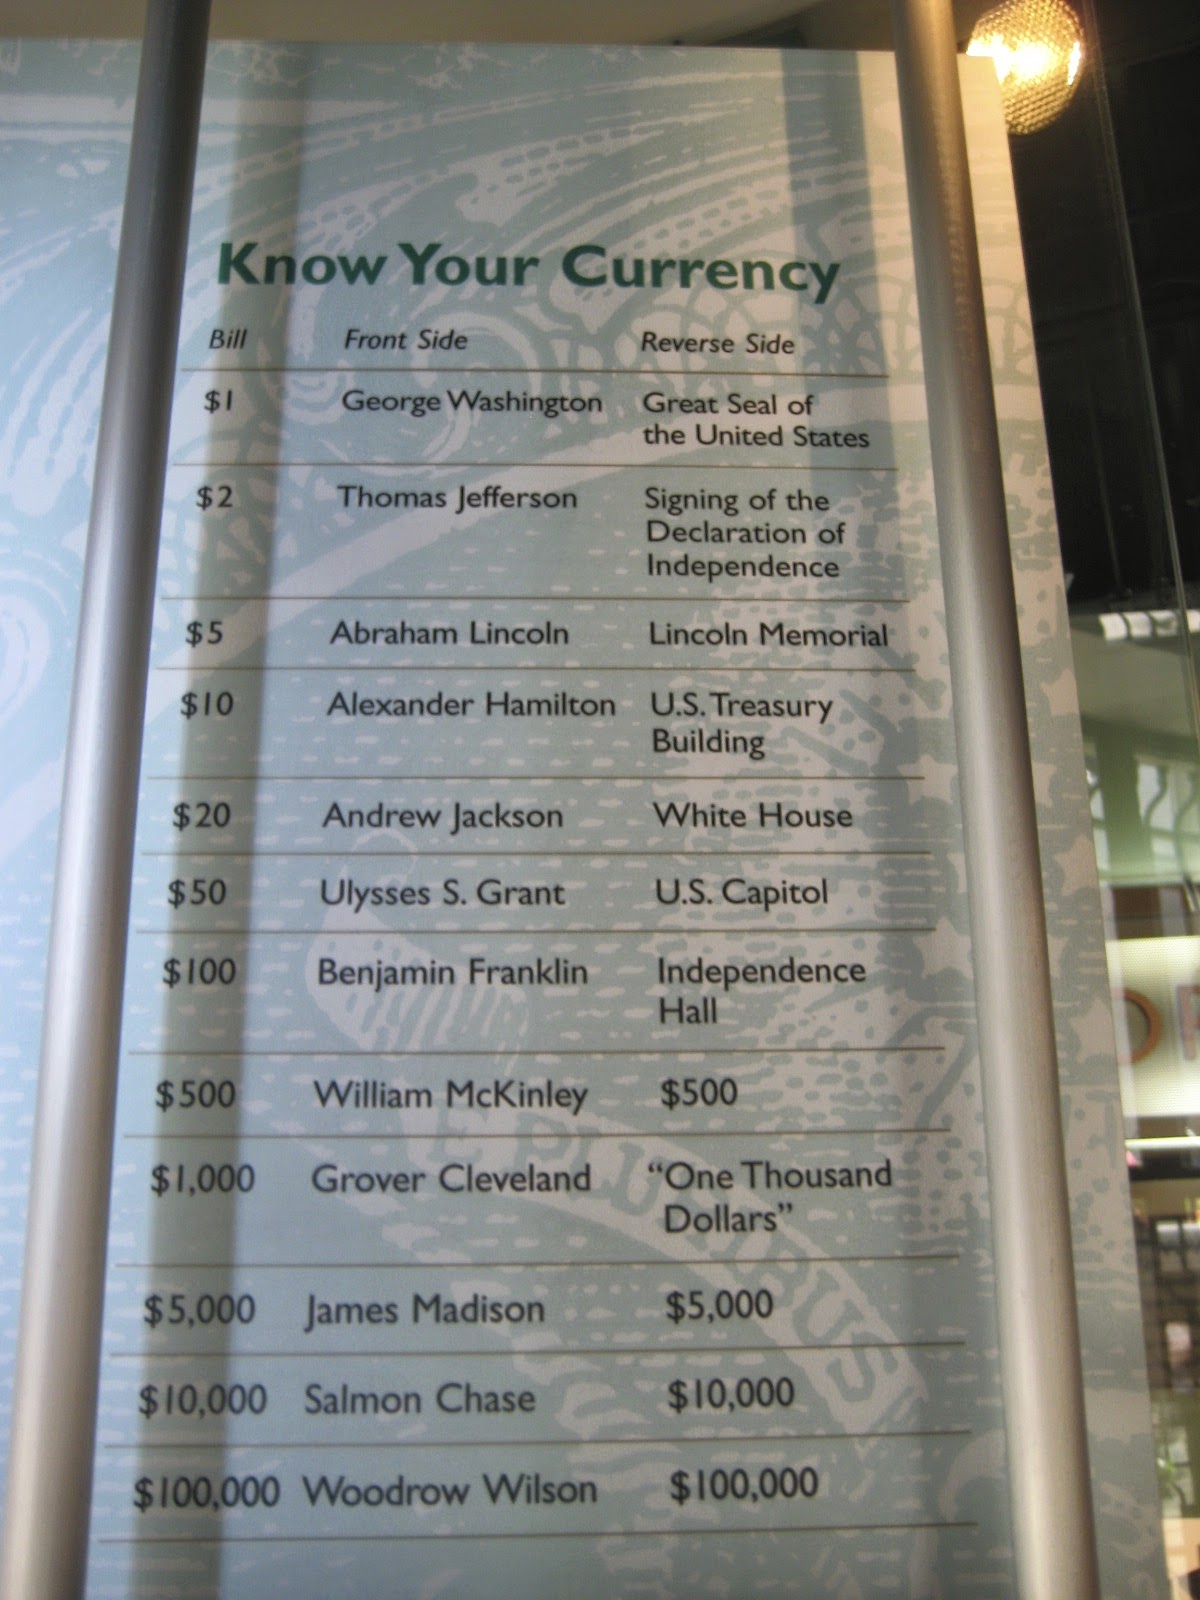 Know Your Currency
Bill Front Side Reverse Side
$1 George Washington Great Seal of
the United States
$2 Thomas Jefferson Signing of the
Declaration of
Independence
$5 Abraham Lincoln Lincoln Memorial
$10 Alexander Hamilton U.S. Treasury
Building
$20 Andrew Jackson White House
$50 Ulysses S. Grant U.S. Capitol
$100 Benjamin Franklin Independence
Hall
$500 William McKinley $500
$1,000 Grover Cleveland “One Thousand
Dollars”
$5,000 James Madison $5,000
$10,000 Salmon Chase $10,000
$100,000 Woodrow Wilson $100,000